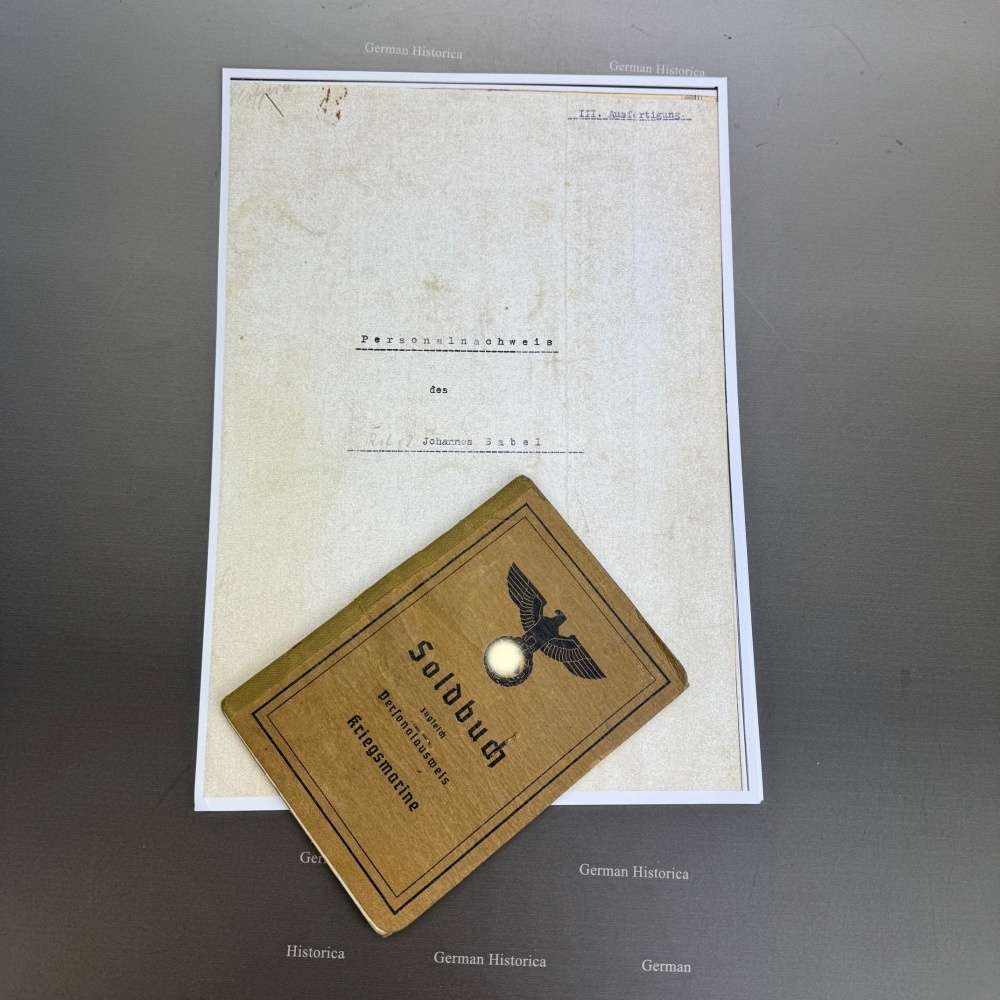 German Historica
German Historica
III. Ausfertigung
Personalnachweis
des
Johannes Babel
Soldbuch
zugleich
Personalausweis
Kriegsmarine
German Historica
Historica
German Historica
German